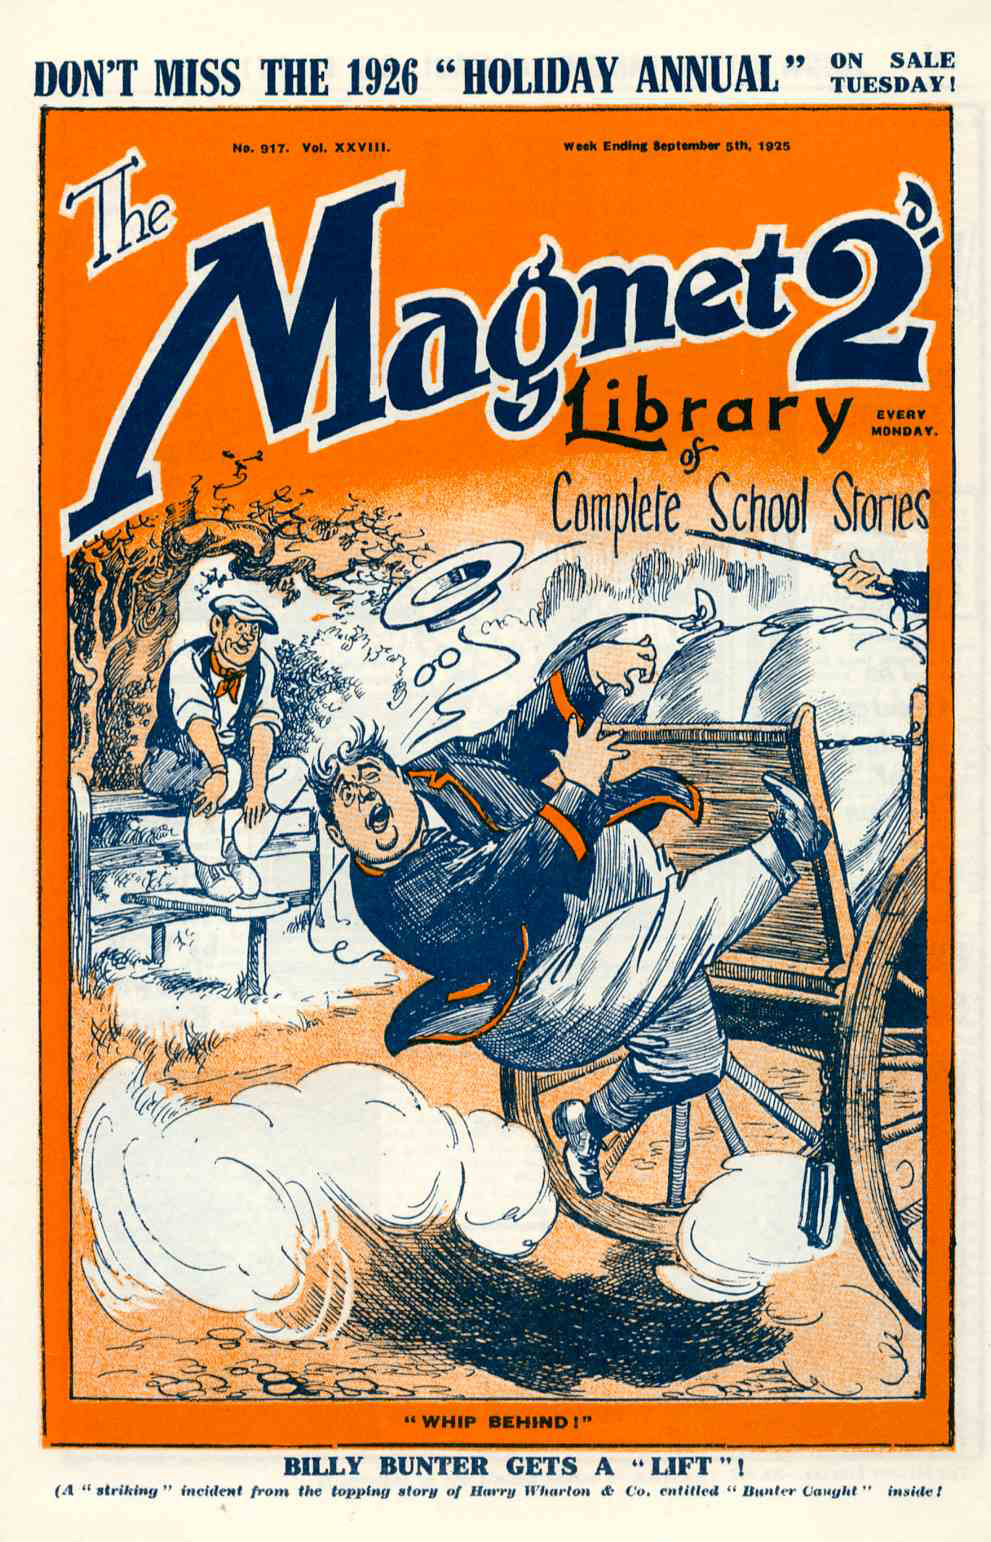 DON'T MISS THE 1926 "HOLIDAY ANNUAL" ON SALE TUESDAY!
No. 917. Vol. XXVIII.
Week Ending September 5th, 1925
The
Magnet 2D.
Library
EVERY
MONDAY.
of
Complete School Stories
"WHIP BEHIND!"
BILLY BUNTER GETS A "LIFT"!
(A "striking" incident from the topping story of Harry Wharton & Co. entitled "Bunter Caught" inside!